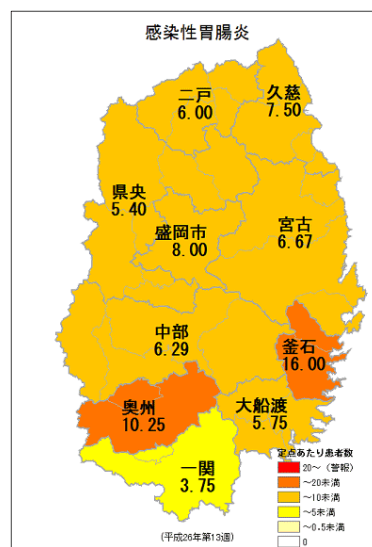 感染性胃腸炎
二戸
6.00
久慈
7.50
県央
5.40
盛岡市
8.00
宮古
6.67
中部
6.29
釜石
16.00
奥州
10.25
大船渡
5.75
一関
3.75
定点あたり患者数
20～（警報）
～20未満
～10未満
～5未満
～0.5未満
0
(平成26年第13週)